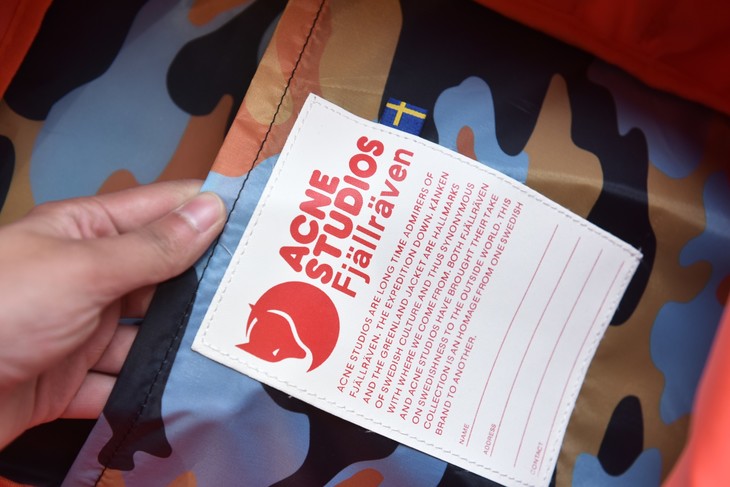 ACNE
STUDIOS
Fjällräven
ACNE STUDIOS ARE LONG TIME ADMIRERS OF
FJÄLLRÄVEN. THE EXPEDITION DOWN, KÅNKEN
AND THE GREENLAND JACKET ARE HALLMARKS
OF SWEDISH CULTURE, AND THUS SYNONYMOUS
WITH WHERE WE COME FROM. BOTH FJÄLLRÄVEN
AND ACNE STUDIOS HAVE BROUGHT THEIR TAKE
ON SWEDISHNESS TO THE OUTSIDE WORLD. THIS
COLLECTION IS AN HOMAGE FROM ONE SWEDISH
BRAND TO ANOTHER.
NAME
ADDRESS
CONTACT